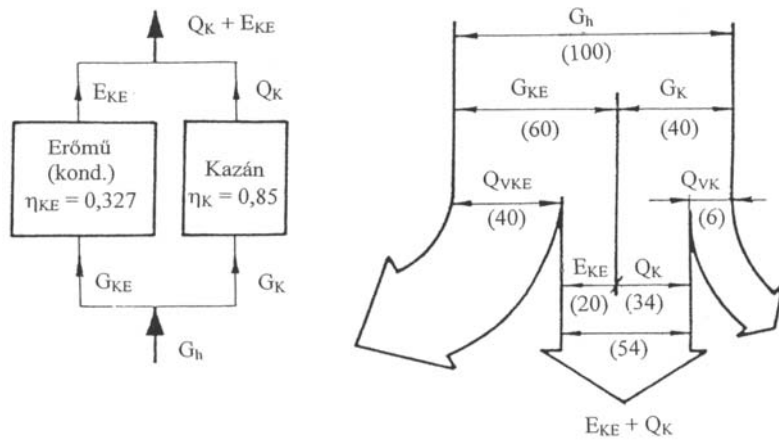 Q_K + E_KE
E_KE
Q_K
Erőmű
(kond.)
η_KE = 0,327
Kazán
η_K = 0,85
G_KE
G_K
G_h
G_h
(100)
G_KE
G_K
(60)
(40)
Q_VKE
Q_VK
(40)
(6)
E_KE
Q_K
(20)
(34)
(54)
E_KE + Q_K